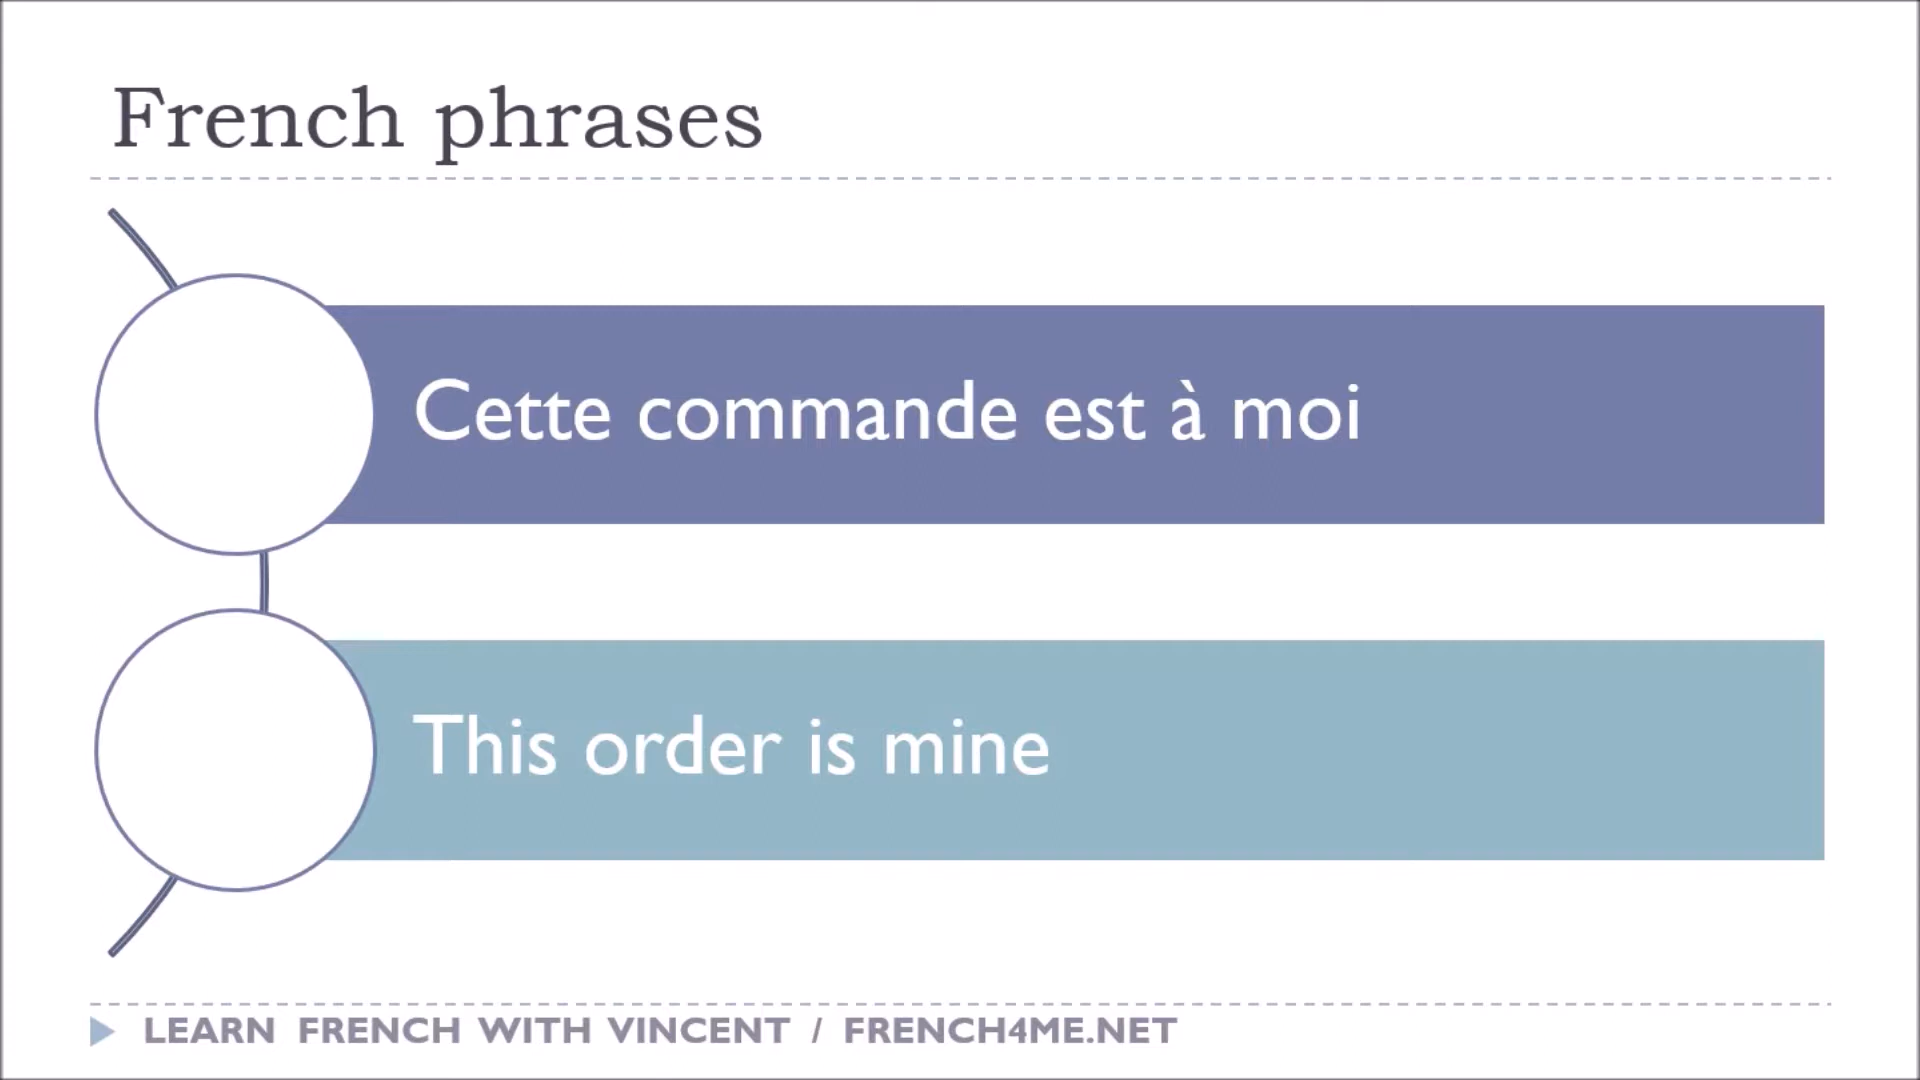 French phrases
Cette commande est à moi
This order is mine
LEARN FRENCH WITH VINCENT / FRENCH4ME.NET